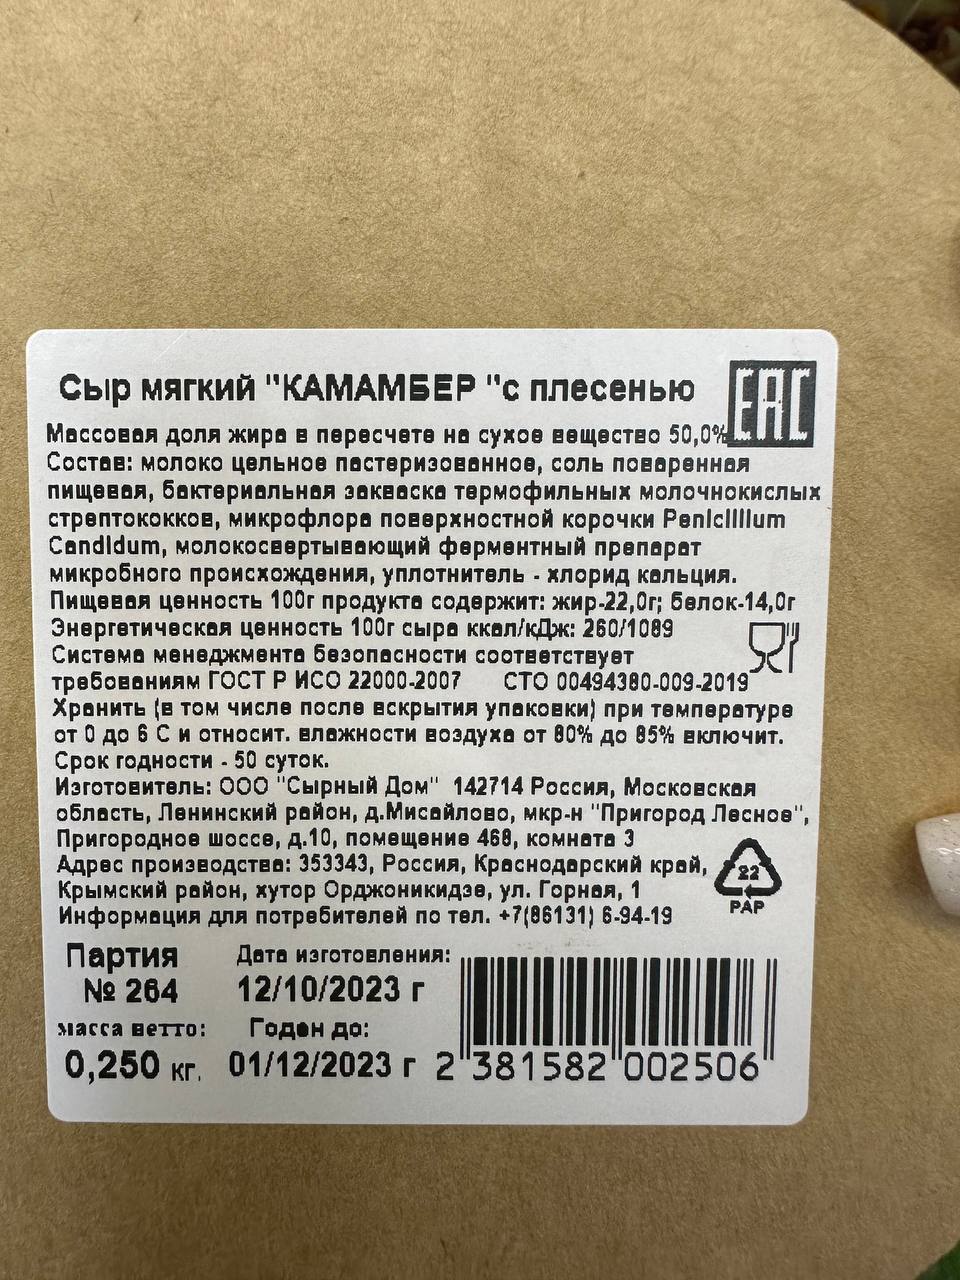 Сыр мягкий "КАМАМБЕР "с плесенью
EAC
Массовая доля жира в пересчете на сухое вещество 50,0%
Состав: молоко цельное пастеризованное, соль поваренная
пищевая, бактериальная закваска термофильных молочнокислых
стрептококков, микрофлора поверхностной корочки Penicillium
Candidum, молокосвертывающий ферментный препарат
микробного происхождения, уплотнитель - хлорид кальция.
Пищевая ценность 100г продукта содержит: жир-22,0г; белок-14,0г
Энергетическая ценность 100г сыра ккал/кДж: 260/1089
Система менеджмента безопасности соответствует
требованиям ГОСТ Р ИСО 22000-2007 СТО 00494380-009-2019
Хранить (в том числе после вскрытия упаковки) при температуре
от 0 до 6 С и относит. влажности воздуха от 80% до 85% включит.
Срок годности - 50 суток.
Изготовитель: ООО "Сырный Дом" 142714 Россия, Московская
область, Ленинский район, д.Мисайлово, мкр-н "Пригород Лесное",
Пригородное шоссе, д.10, помещение 468, комната 3
Адрес производства: 353343, Россия, Краснодарский край,
Крымский район, хутор Орджоникидзе, ул. Горная, 1
Информация для потребителей по тел. +7(86131) 6-94-19
22
PAP
Партия
№ 264
Дата изготовления:
12/10/2023 г
масса нетто:
0,250 кг.
Годен до:
01/12/2023 г
2 381582 002506